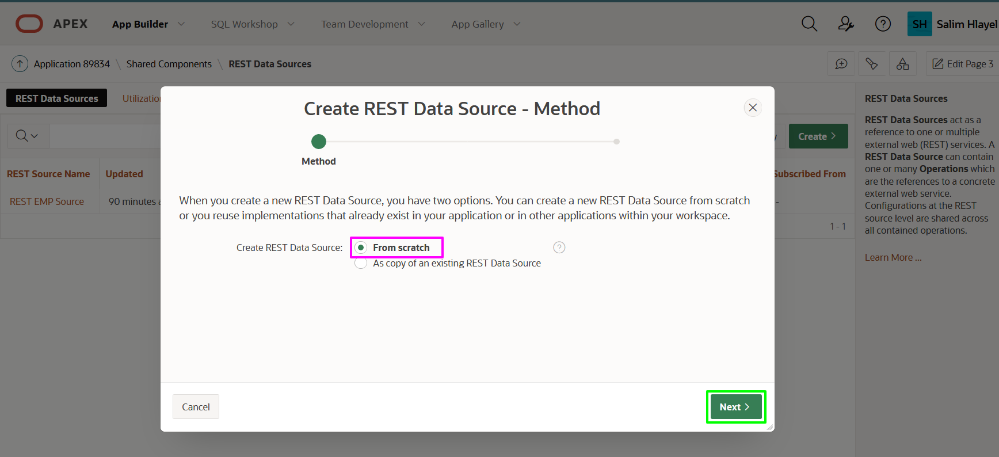 APEX
App Builder
SQL Workshop
Team Development
App Gallery
SH
Salim Hlayel
Application 89834 \ Shared Components \ REST Data Sources
Edit Page 3
REST Data Sources
Utilization
Create
REST Source Name
Updated
Subscribed From
REST EMP Source
90 minutes
-
1 - 1
Create REST Data Source - Method
Method
When you create a new REST Data Source, you have two options. You can create a new REST Data Source from scratch
or you reuse implementations that already exist in your application or in other applications within your workspace.
Create REST Data Source:
From scratch
As copy of an existing REST Data Source
Cancel
Next
REST Data Sources
REST Data Sources act as a
reference to one or multiple
external web (REST) services. A
REST Data Source can contain
one or many Operations which
are the references to a concrete
external web service.
Configurations at the REST
source level are shared across
all contained operations.
Learn More ...